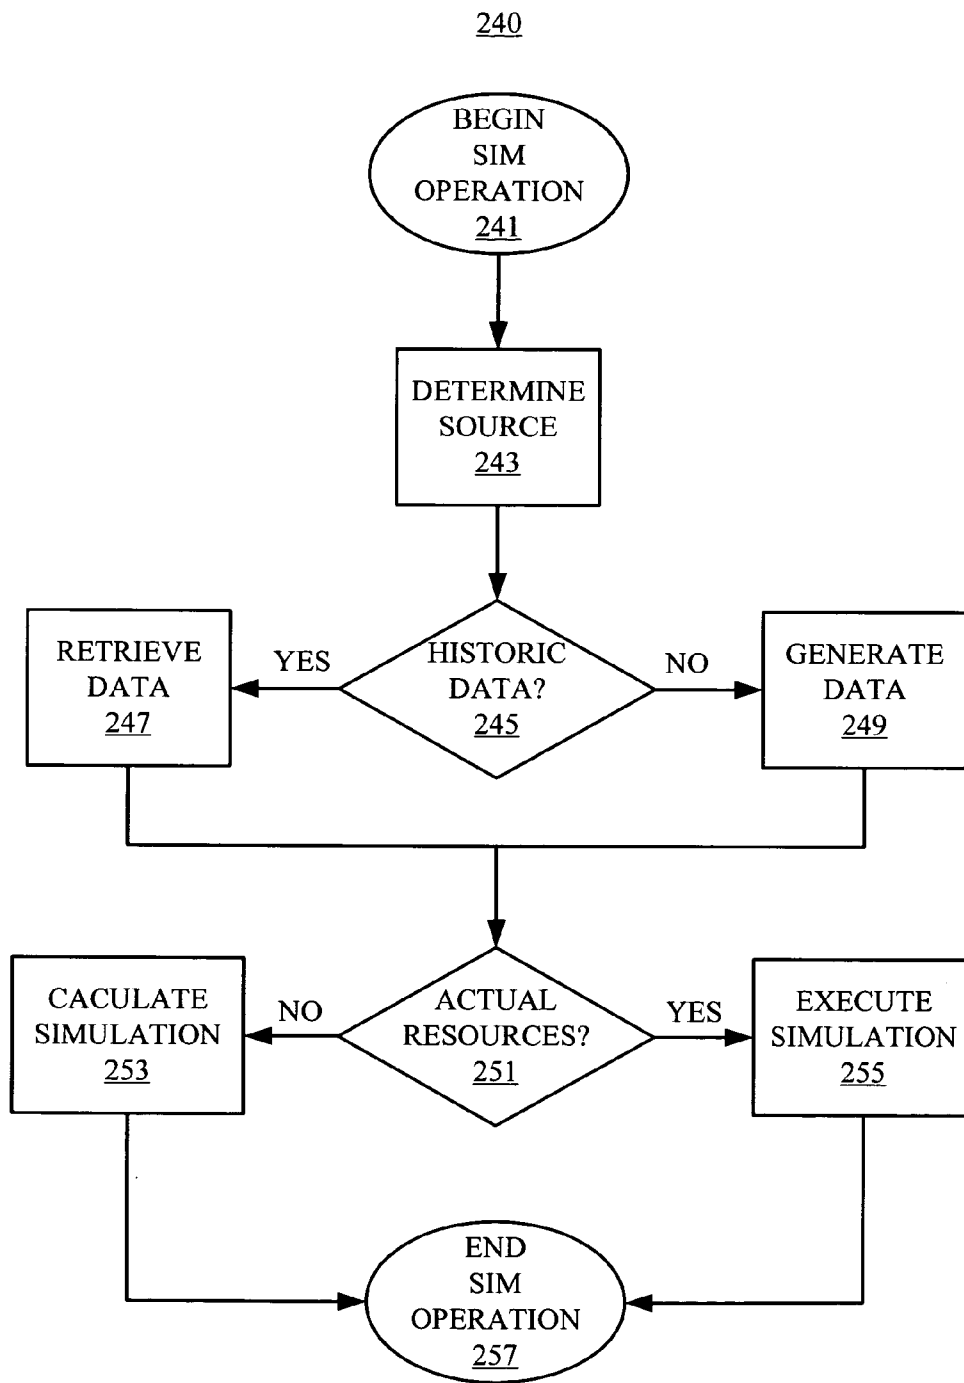 240
BEGIN
SIM
OPERATION
241
DETERMINE
SOURCE
243
RETRIEVE
DATA
247
YES
HISTORIC
DATA?
245
NO
GENERATE
DATA
249
CACULATE
SIMULATION
253
NO
ACTUAL
RESOURCES?
251
YES
EXECUTE
SIMULATION
255
END
SIM
OPERATION
257